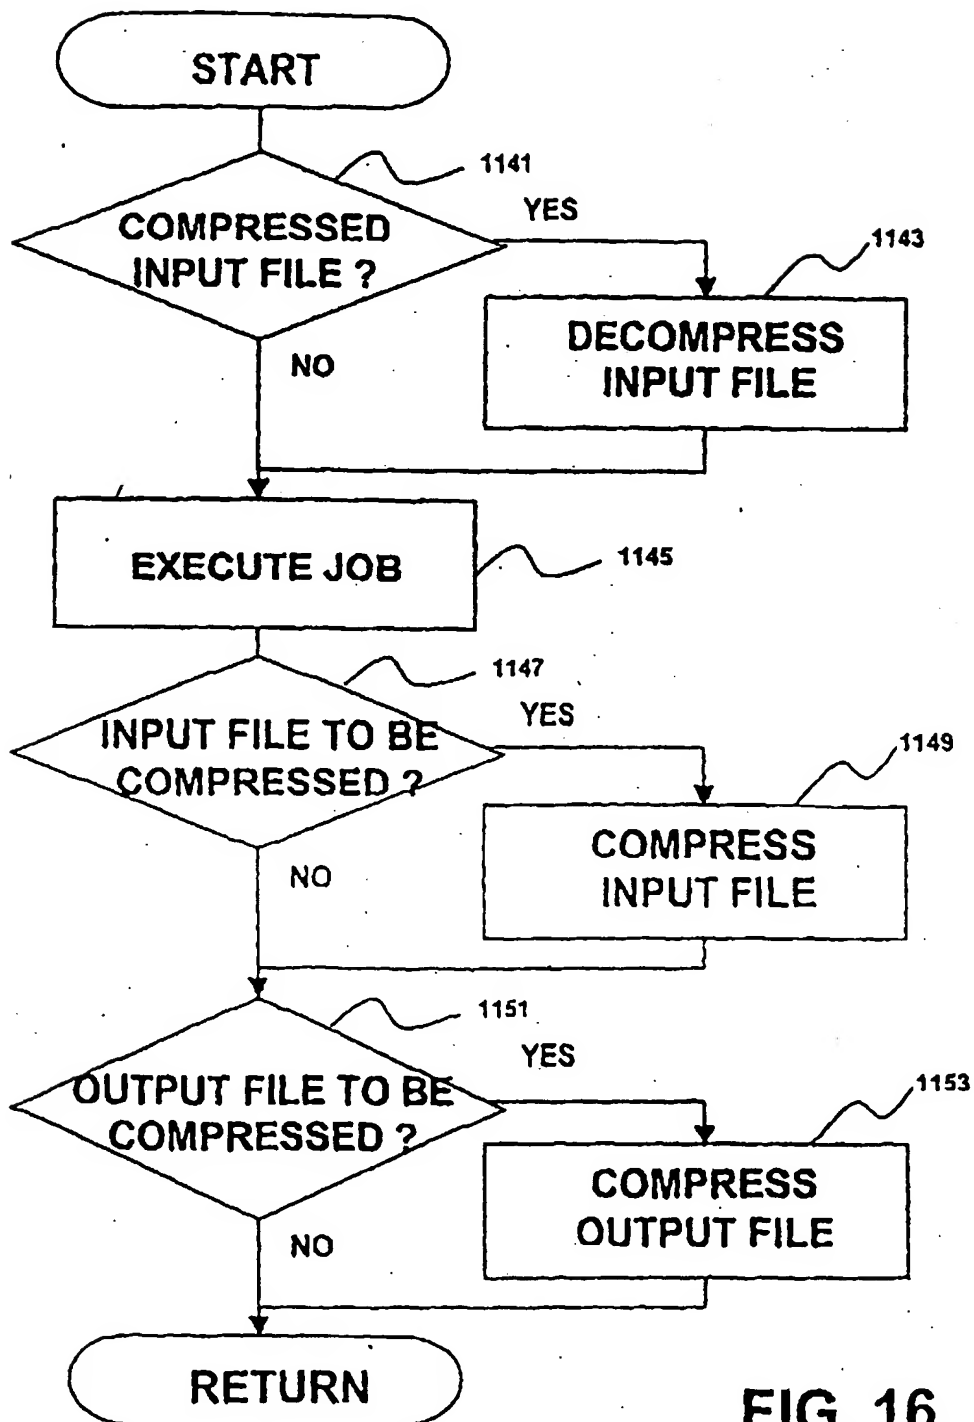 START
1141
COMPRESSED
INPUT FILE ?
YES
1143
DECOMPRESS
INPUT FILE
NO
EXECUTE JOB
1145
1147
INPUT FILE TO BE
COMPRESSED ?
YES
1149
COMPRESS
INPUT FILE
NO
1151
OUTPUT FILE TO BE
COMPRESSED ?
YES
1153
COMPRESS
OUTPUT FILE
NO
RETURN
FIG. 16